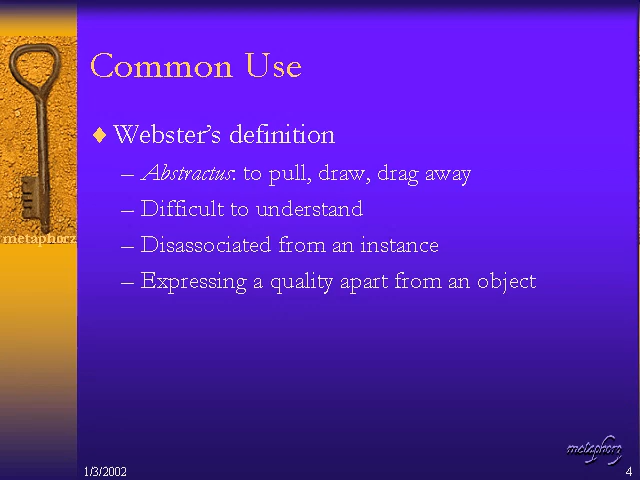 Common Use
♦ Webster's definition
– Abstractus: to pull, draw, drag away
– Difficult to understand
– Disassociated from an instance
– Expressing a quality apart from an object
metaphorz
metaphorz
1/3/2002
4